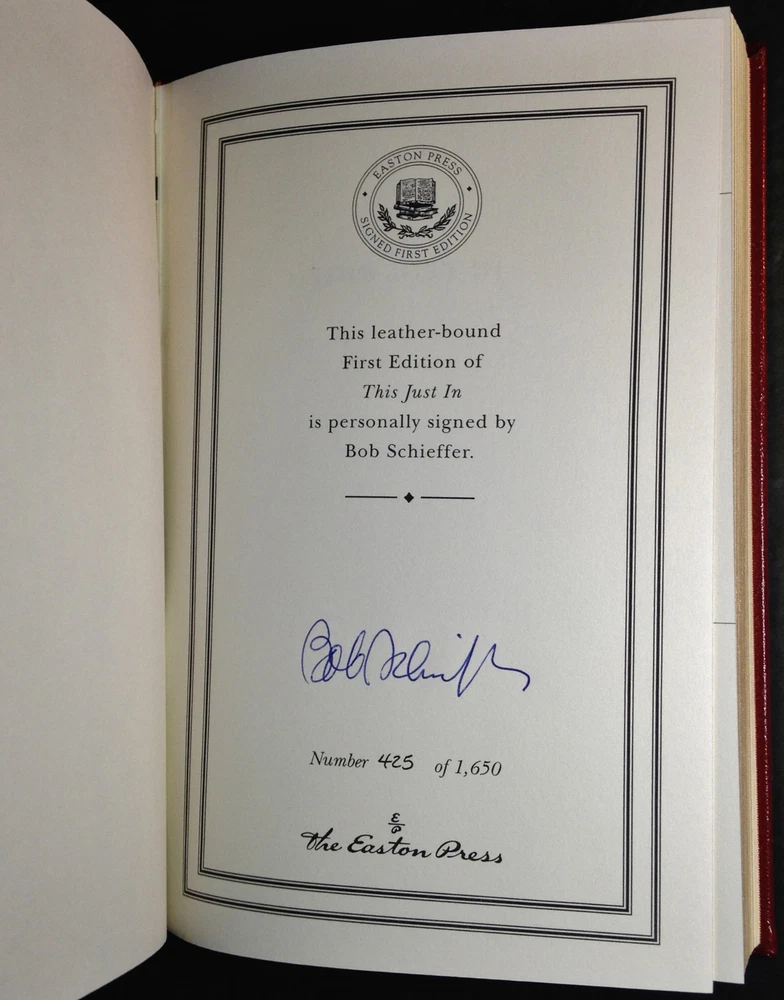 EASTON PRESS
SIGNED FIRST EDITION
This leather-bound
First Edition of
This Just In
is personally signed by
Bob Schieffer.
Bob Schieffer
Number 425 of 1,650
E
P
the Easton Press